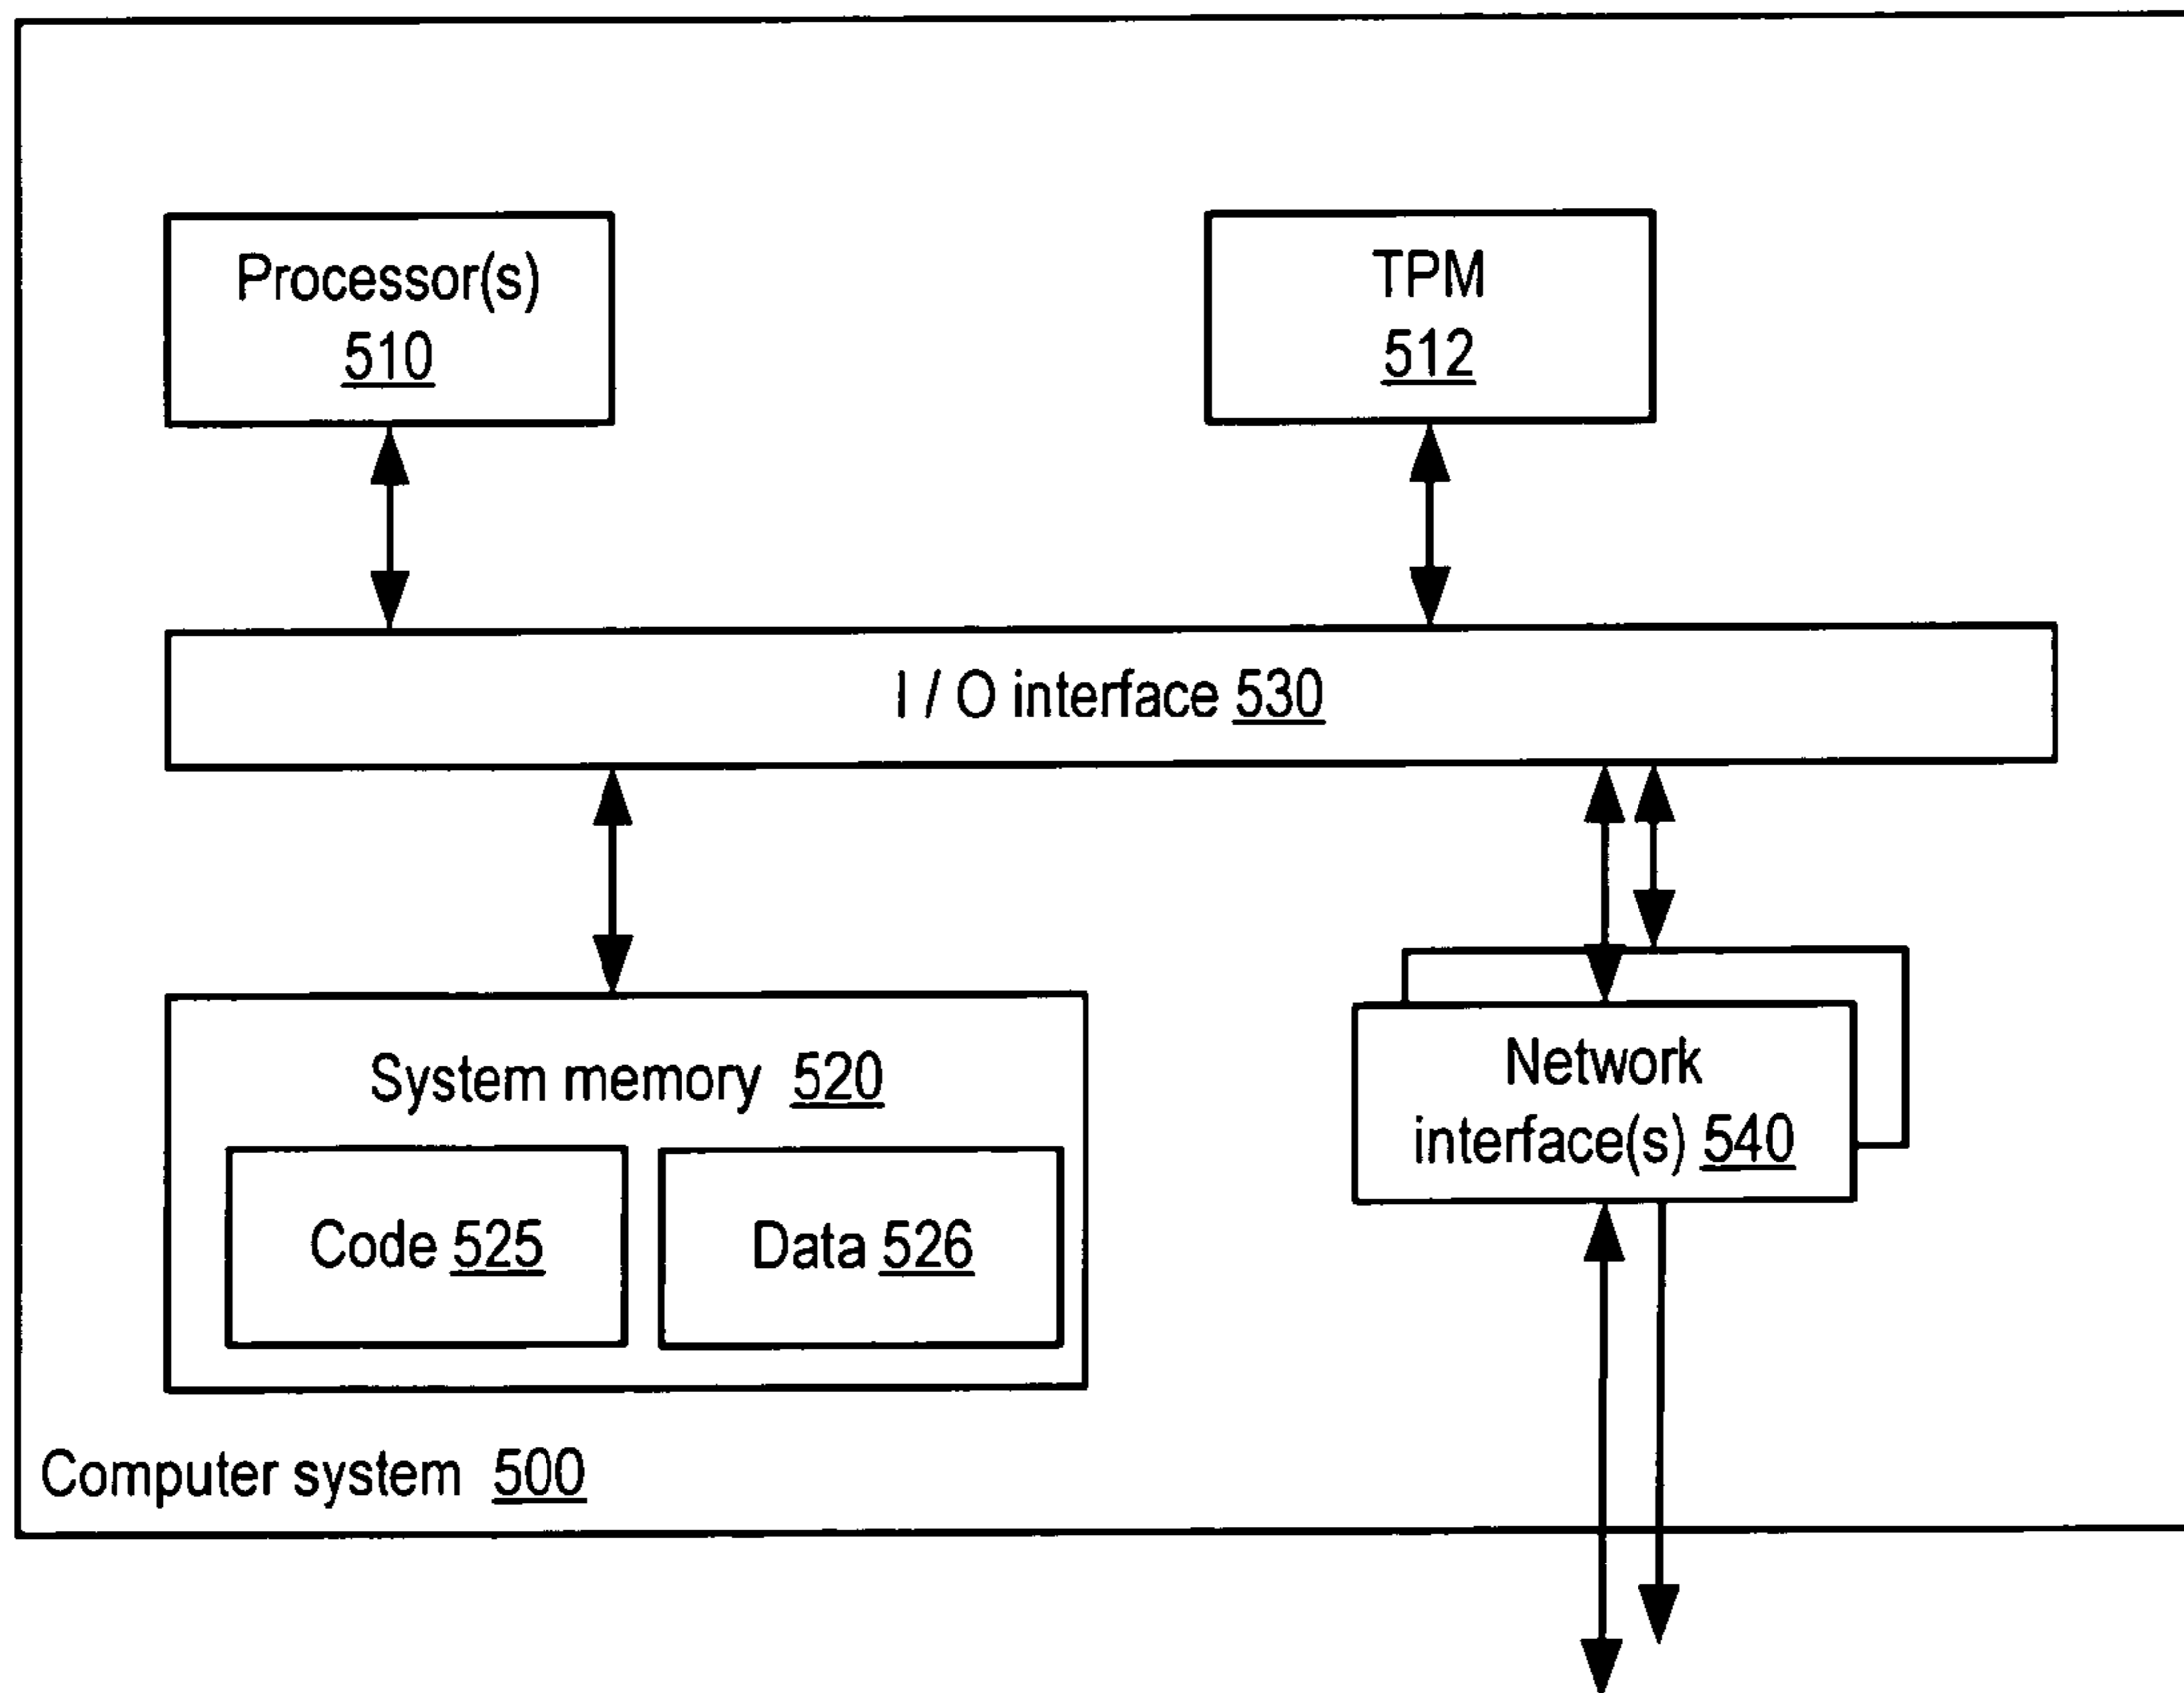 Processor(s)
510
TPM
512
I / O interface 530
System memory 520
Code 525
Data 526
Network
interface(s) 540
Computer system 500